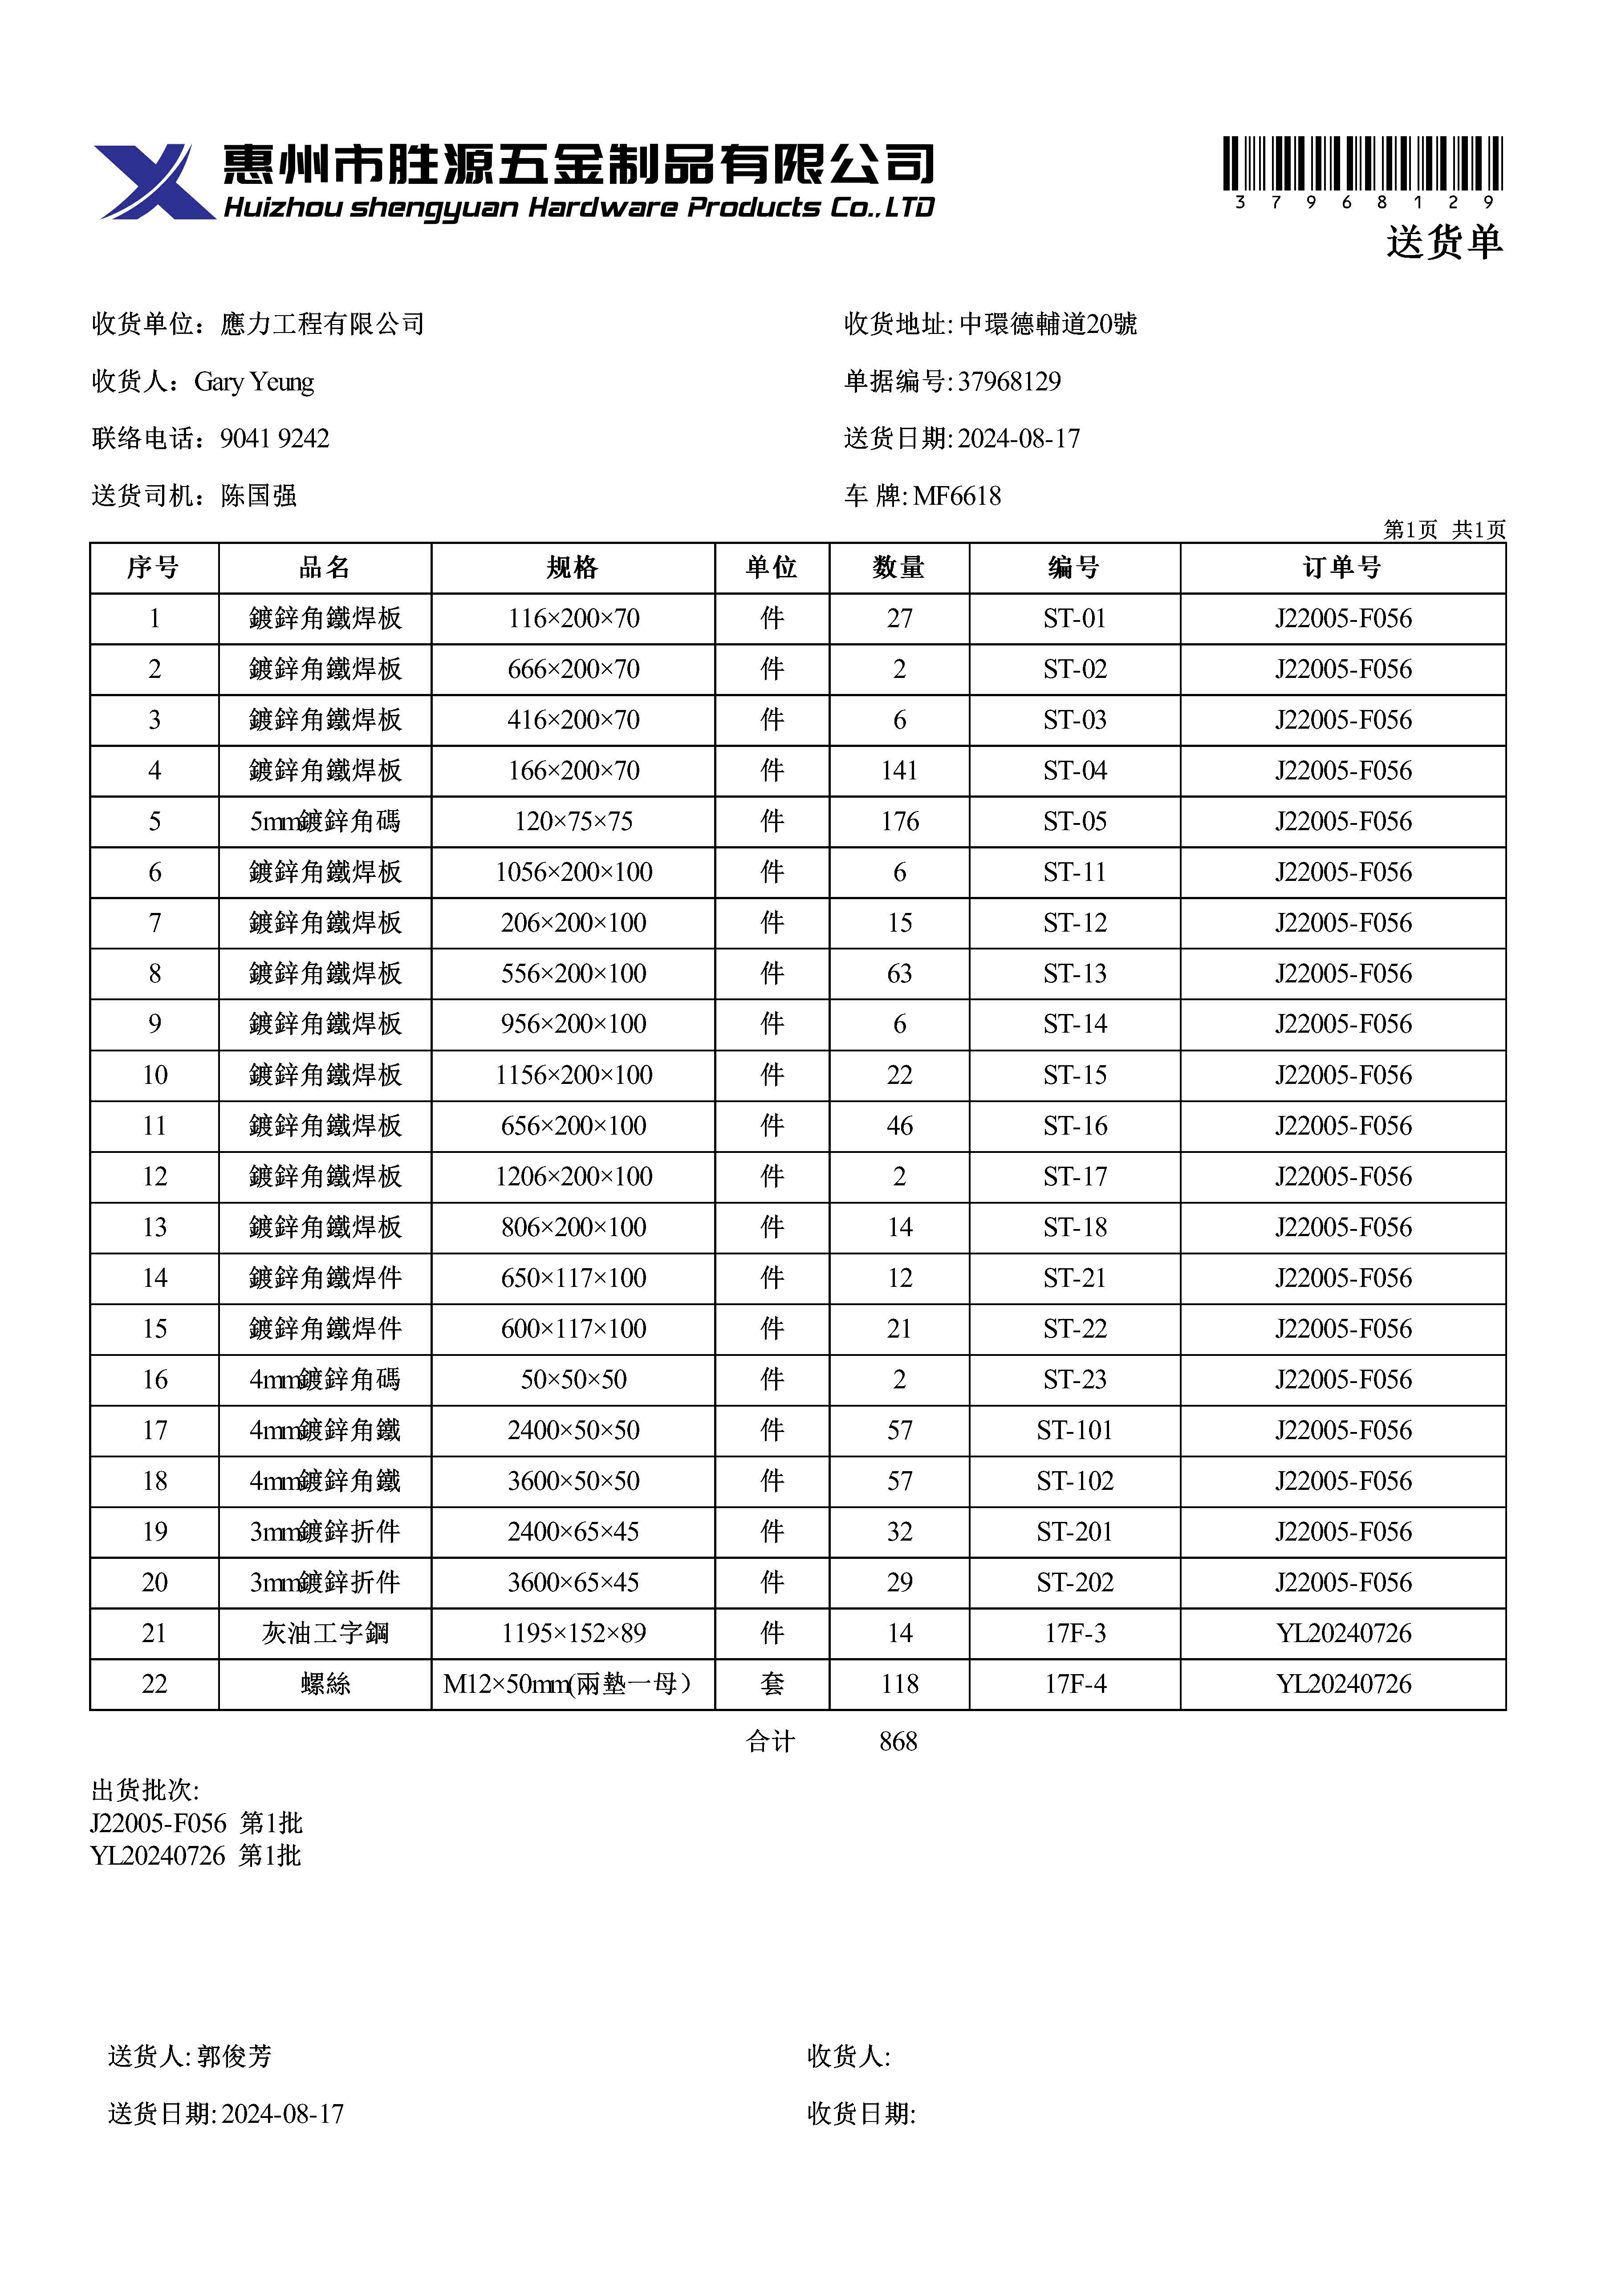 惠州市胜源五金制品有限公司
Huizhou shengyuan Hardware Products Co., LTD
37968129
送货单
收货单位：應力工程有限公司 收货地址: 中環德輔道20號
收货人：Gary Yeung 单据编号: 37968129
联络电话：9041 9242 送货日期: 2024-08-17
送货司机：陈国强 车 牌: MF6618
第1页 共1页
序号 品名 规格 单位 数量 编号 订单号
1 鍍鋅角鐵焊板 116×200×70 件 27 ST-01 J22005-F056
2 鍍鋅角鐵焊板 666×200×70 件 2 ST-02 J22005-F056
3 鍍鋅角鐵焊板 416×200×70 件 6 ST-03 J22005-F056
4 鍍鋅角鐵焊板 166×200×70 件 141 ST-04 J22005-F056
5 5mm鍍鋅角碼 120×75×75 件 176 ST-05 J22005-F056
6 鍍鋅角鐵焊板 1056×200×100 件 6 ST-11 J22005-F056
7 鍍鋅角鐵焊板 206×200×100 件 15 ST-12 J22005-F056
8 鍍鋅角鐵焊板 556×200×100 件 63 ST-13 J22005-F056
9 鍍鋅角鐵焊板 956×200×100 件 6 ST-14 J22005-F056
10 鍍鋅角鐵焊板 1156×200×100 件 22 ST-15 J22005-F056
11 鍍鋅角鐵焊板 656×200×100 件 46 ST-16 J22005-F056
12 鍍鋅角鐵焊板 1206×200×100 件 2 ST-17 J22005-F056
13 鍍鋅角鐵焊板 806×200×100 件 14 ST-18 J22005-F056
14 鍍鋅角鐵焊件 650×117×100 件 12 ST-21 J22005-F056
15 鍍鋅角鐵焊件 600×117×100 件 21 ST-22 J22005-F056
16 4mm鍍鋅角碼 50×50×50 件 2 ST-23 J22005-F056
17 4mm鍍鋅角鐵 2400×50×50 件 57 ST-101 J22005-F056
18 4mm鍍鋅角鐵 3600×50×50 件 57 ST-102 J22005-F056
19 3mm鍍鋅折件 2400×65×45 件 32 ST-201 J22005-F056
20 3mm鍍鋅折件 3600×65×45 件 29 ST-202 J22005-F056
21 灰油工字鋼 1195×152×89 件 14 17F-3 YL20240726
22 螺絲 M12×50mm(兩墊一母） 套 118 17F-4 YL20240726
合计 868
出货批次:
J22005-F056 第1批
YL20240726 第1批
送货人: 郭俊芳 收货人:
送货日期: 2024-08-17 收货日期: